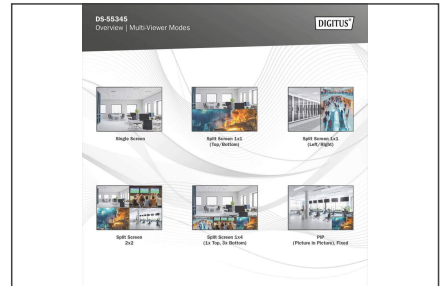 DS-55345
Overview | Multi-Viewer Modes
DIGITUS®
Single Screen
Split Screen 1x1
(Top/Bottom)
Split Screen 1x1
(Left/Right)
Split Screen
2x2
Split Screen 1x4
(1x Top, 3x Bottom)
PIP
(Picture in Picture), Fixed